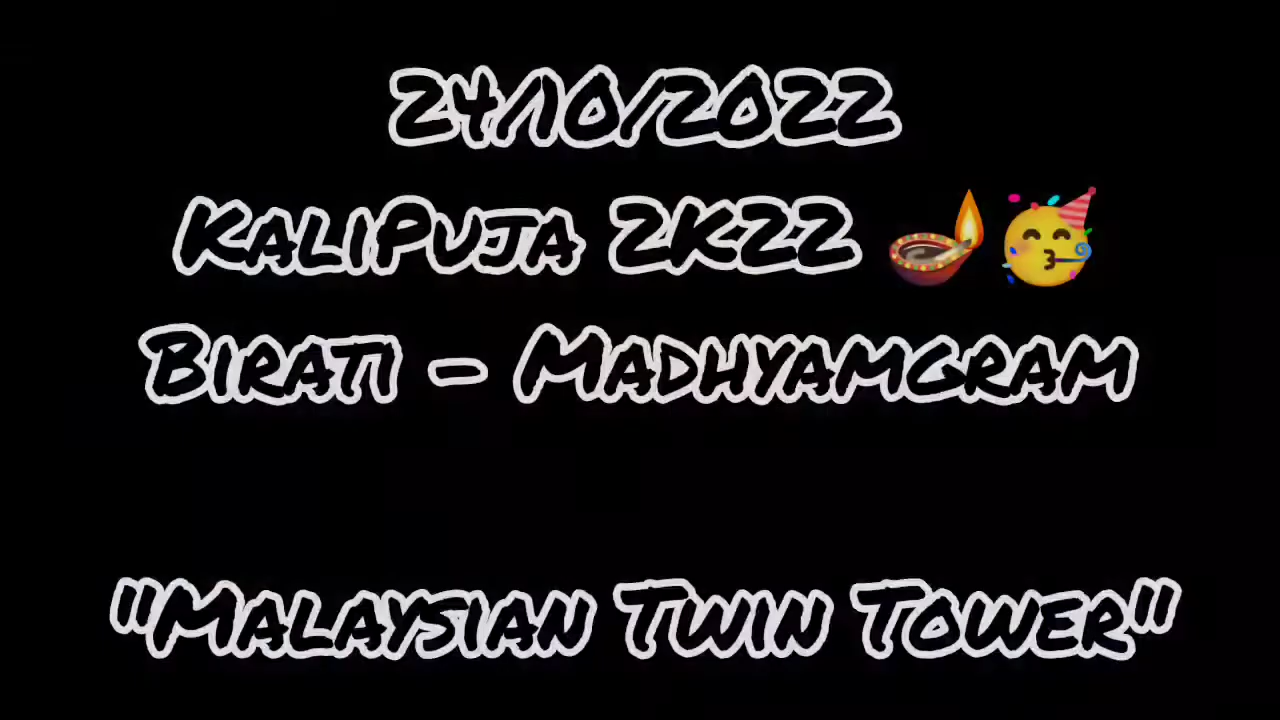 24/10/2022
KaliPuja 2K22 🪔🥳
Birati - Madhyamgram
"Malaysian Twin Tower"